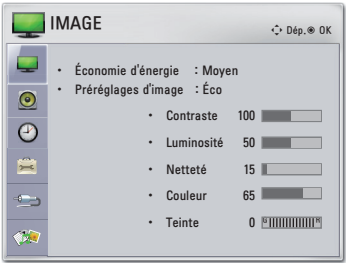 IMAGE
Dép. OK
• Économie d'énergie : Moyen
• Préréglages d'image : Éco
• Contraste 100
• Luminosité 50
• Netteté 15
• Couleur 65
• Teinte 0